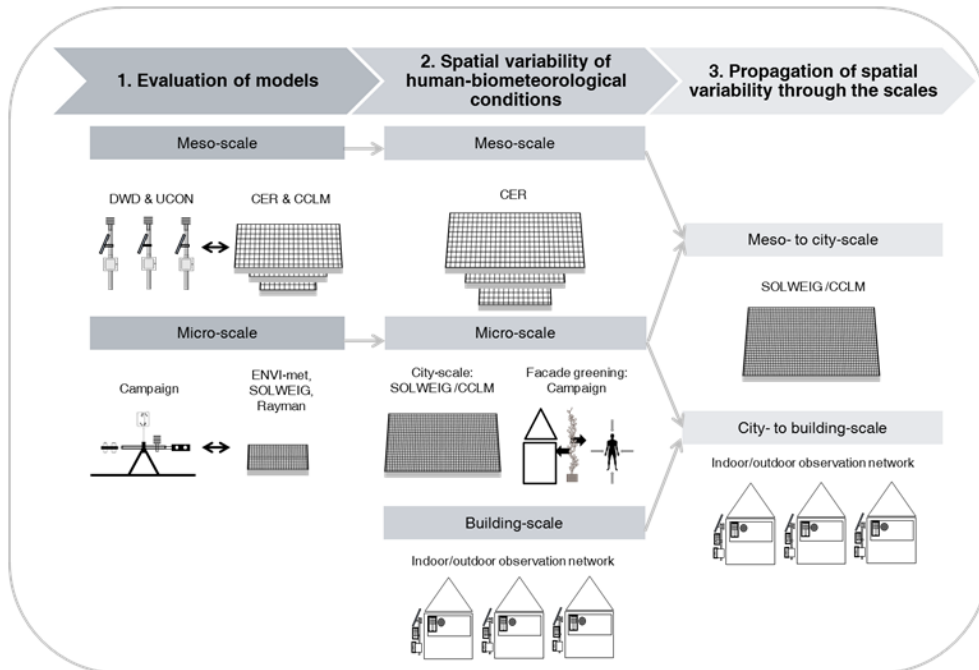 1. Evaluation of models
2. Spatial variability of
human-biometeorological
conditions
3. Propagation of spatial
variability through the scales
Meso-scale
DWD & UCON
CER & CCLM
Micro-scale
Campaign
ENVI-met,
SOLWEIG,
Rayman
Meso-scale
CER
Micro-scale
City-scale:
SOLWEIG /CCLM
Facade greening:
Campaign
Building-scale
Indoor/outdoor observation network
Meso- to city-scale
SOLWEIG /CCLM
City- to building-scale
Indoor/outdoor observation network